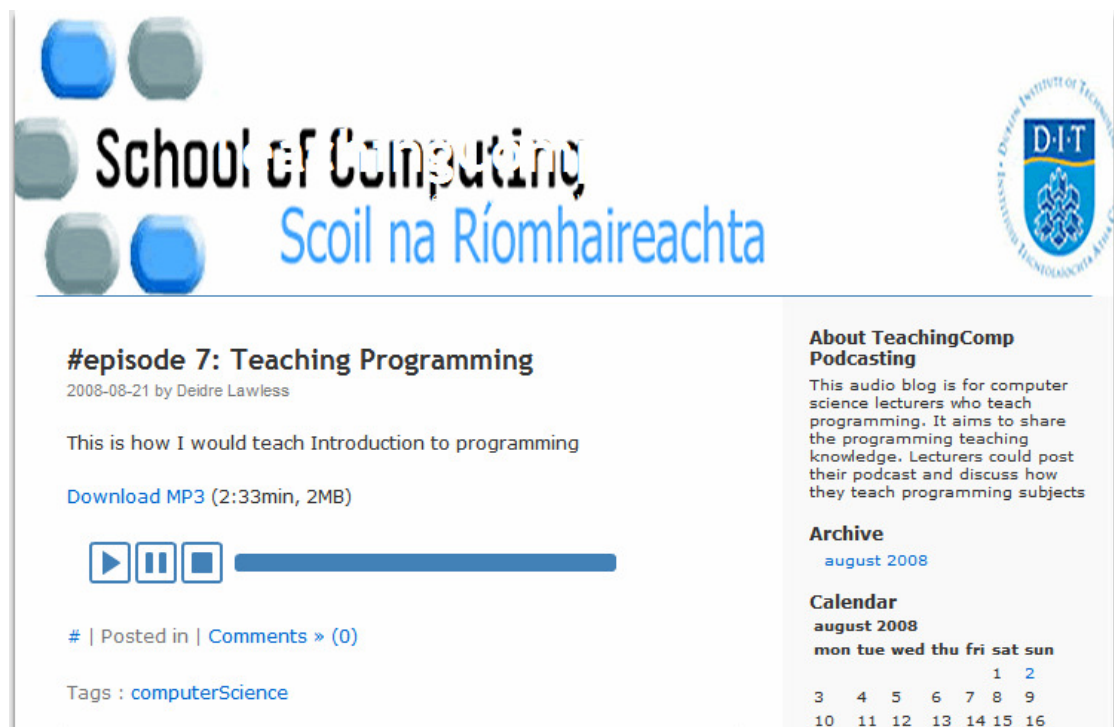 School of Computing
Scoil na Ríomhaireachta
D·I·T
#episode 7: Teaching Programming
2008-08-21 by Deidre Lawless
This is how I would teach Introduction to programming
Download MP3 (2:33min, 2MB)
# | Posted in | Comments » (0)
Tags : computerScience
About TeachingComp
Podcasting
This audio blog is for computer
science lecturers who teach
programming. It aims to share
the programming teaching
knowledge. Lecturers could post
their podcast and discuss how
they teach programming subjects
Archive
august 2008
Calendar
august 2008
mon tue wed thu fri sat sun
1 2
3 4 5 6 7 8 9
10 11 12 13 14 15 16